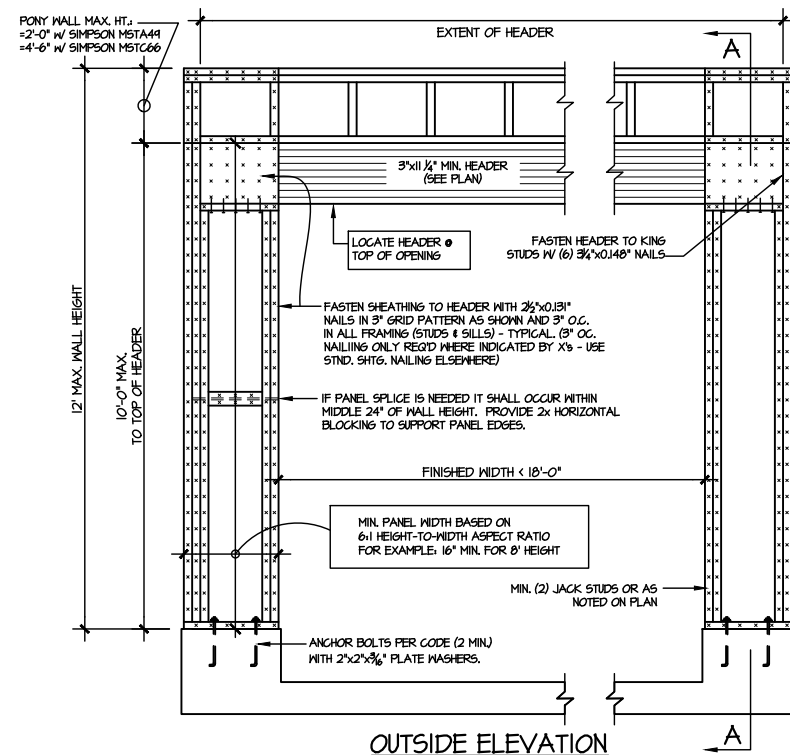 PONY WALL MAX. HT.:
=2'-0" W/ SIMPSON MSTA49
=4'-6" W/ SIMPSON MSTC66
EXTENT OF HEADER
A
3"x11 1/4" MIN. HEADER
(SEE PLAN)
LOCATE HEADER @
TOP OF OPENING
FASTEN HEADER TO KING
STUDS W/ (6) 3 1/4"x0.148" NAILS
12' MAX. WALL HEIGHT
10'-0" MAX.
TO TOP OF HEADER
FASTEN SHEATHING TO HEADER WITH 2 1/2"x0.131"
NAILS IN 3" GRID PATTERN AS SHOWN AND 3" O.C.
IN ALL FRAMING (STUDS & SILLS) - TYPICAL. (3" OC.
NAILING ONLY REQ'D WHERE INDICATED BY X's - USE
STND. SHTG. NAILING ELSEWHERE)
IF PANEL SPLICE IS NEEDED IT SHALL OCCUR WITHIN
MIDDLE 24" OF WALL HEIGHT. PROVIDE 2x HORIZONTAL
BLOCKING TO SUPPORT PANEL EDGES.
FINISHED WIDTH < 18'-0"
MIN. PANEL WIDTH BASED ON
6:1 HEIGHT-TO-WIDTH ASPECT RATIO
FOR EXAMPLE: 16" MIN. FOR 8' HEIGHT
MIN. (2) JACK STUDS OR AS
NOTED ON PLAN
ANCHOR BOLTS PER CODE (2 MIN.)
WITH 2"x2"x3/16" PLATE WASHERS.
A
OUTSIDE ELEVATION